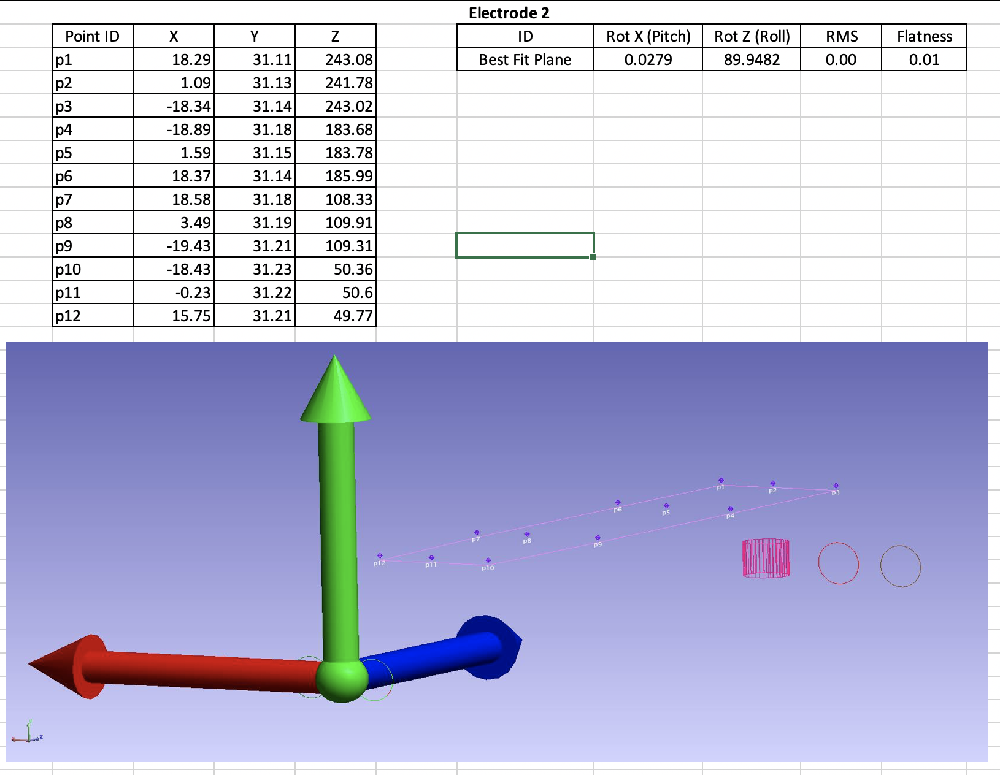 Electrode 2
Point ID X Y Z
p1 18.29 31.11 243.08
p2 1.09 31.13 241.78
p3 -18.34 31.14 243.02
p4 -18.89 31.18 183.68
p5 1.59 31.15 183.78
p6 18.37 31.14 185.99
p7 18.58 31.18 108.33
p8 3.49 31.19 109.91
p9 -19.43 31.21 109.31
p10 -18.43 31.23 50.36
p11 -0.23 31.22 50.6
p12 15.75 31.21 49.77
ID Rot X (Pitch) Rot Z (Roll) RMS Flatness
Best Fit Plane 0.0279 89.9482 0.00 0.01
p1
p2
p3
p6
p5
p4
p7
p8
p9
p12
p11
p10
Y
X
Z